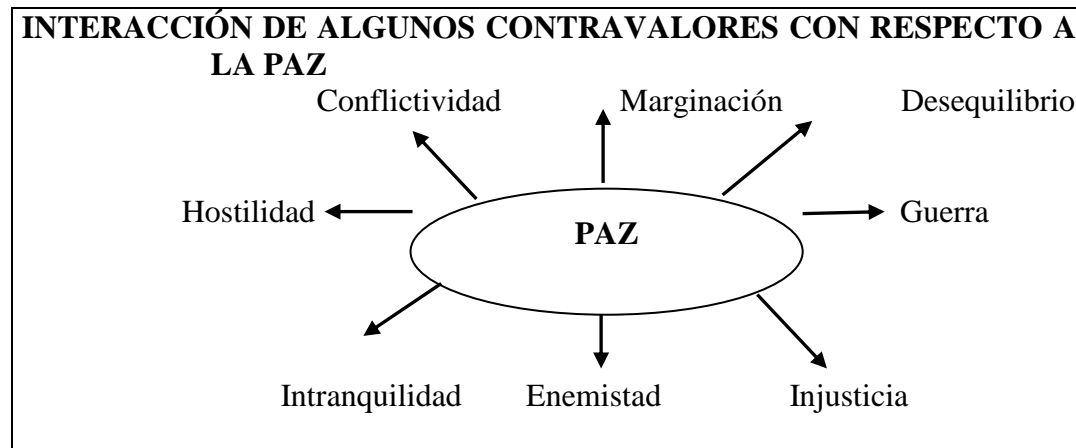 INTERACCIÓN DE ALGUNOS CONTRAVALORES CON RESPECTO A
LA PAZ
Conflictividad Marginación Desequilibrio
Hostilidad Guerra
PAZ
Intranquilidad Enemistad Injusticia